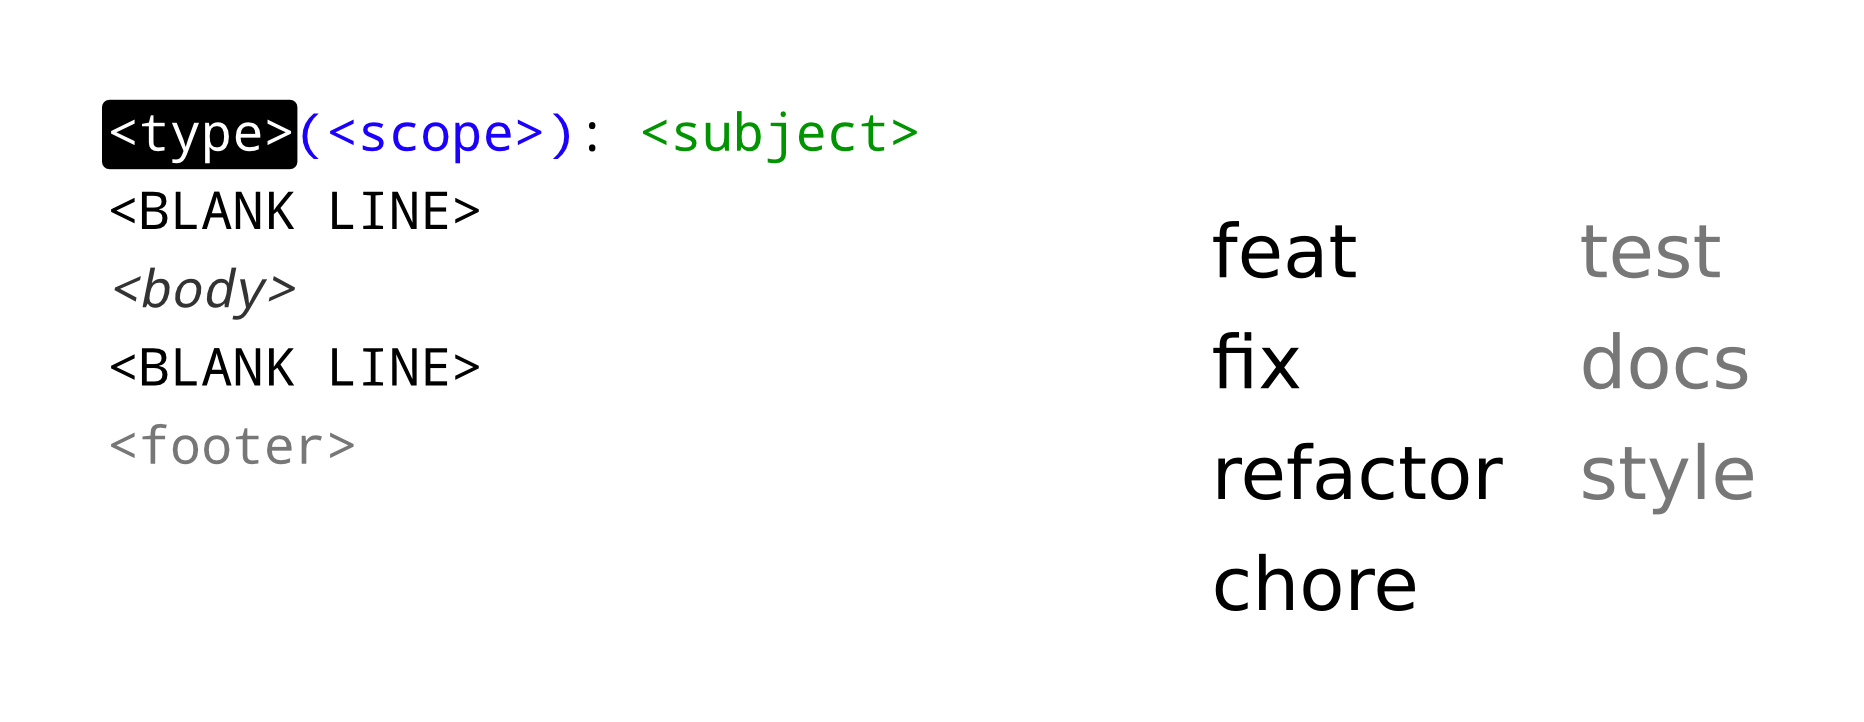 <type>(<scope>): <subject>
<BLANK LINE>
<body>
<BLANK LINE>
<footer>
feat
fix
refactor
chore
test
docs
style